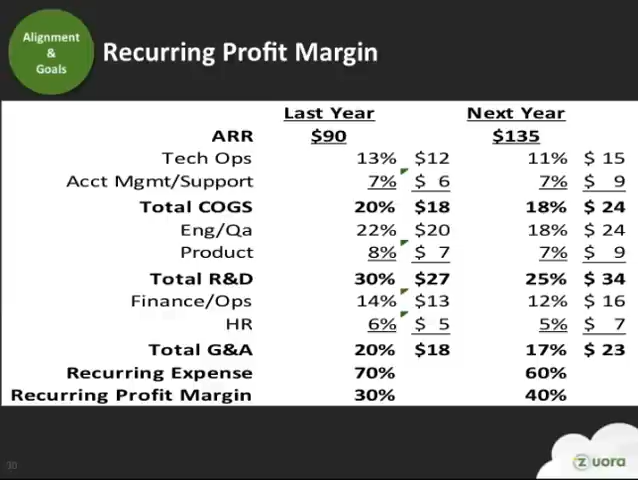 Alignment
&
Goals
Recurring Profit Margin
Last Year Next Year
ARR $90 $135
Tech Ops 13% $12 11% $ 15
Acct Mgmt/Support 7% $ 6 7% $ 9
Total COGS 20% $18 18% $ 24
Eng/Qa 22% $20 18% $ 24
Product 8% $ 7 7% $ 9
Total R&D 30% $27 25% $ 34
Finance/Ops 14% $13 12% $ 16
HR 6% $ 5 5% $ 7
Total G&A 20% $18 17% $ 23
Recurring Expense 70% 60%
Recurring Profit Margin 30% 40%
zuora